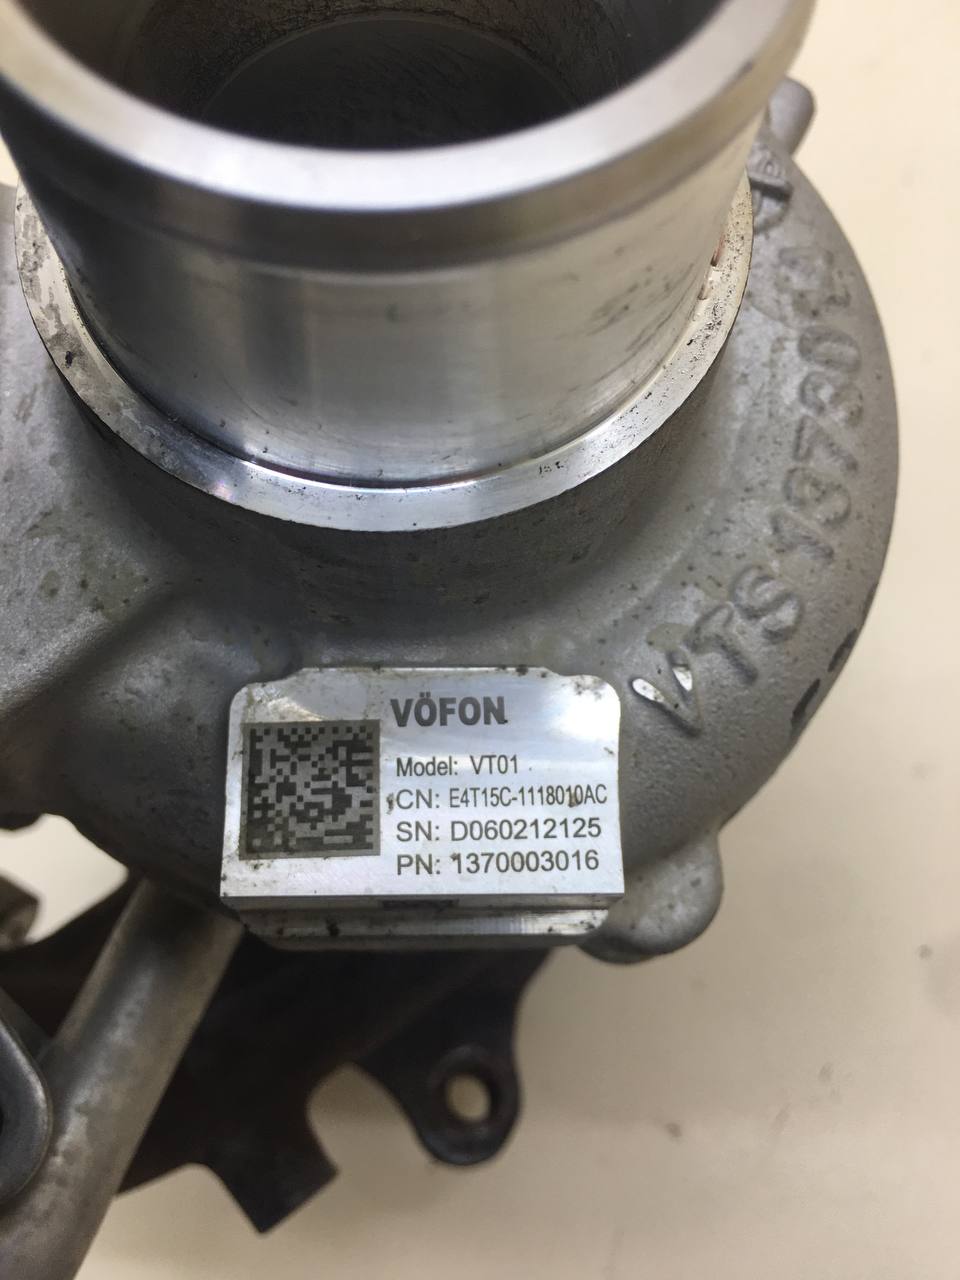 VÖFON
Model: VT01
CN: E4T15C-1118010AC
SN: D060212125
PN: 1370003016